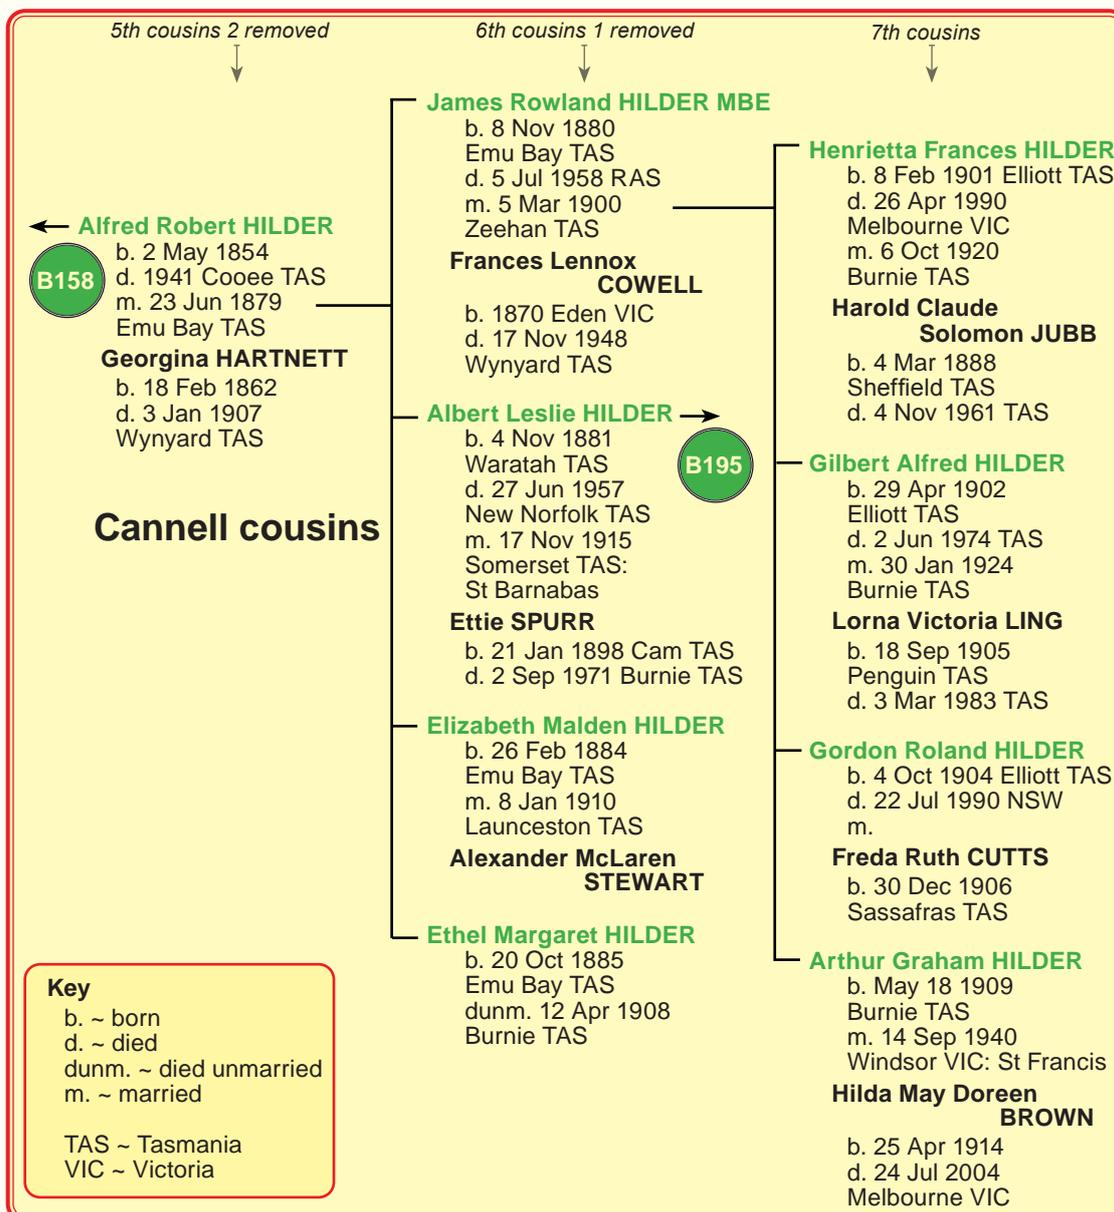 5th cousins 2 removed
6th cousins 1 removed
7th cousins
Alfred Robert HILDER
B158
b. 2 May 1854
d. 1941 Cooee TAS
m. 23 Jun 1879
Emu Bay TAS
Georgina HARTNETT
b. 18 Feb 1862
d. 3 Jan 1907
Wynyard TAS
Cannell cousins
James Rowland HILDER MBE
b. 8 Nov 1880
Emu Bay TAS
d. 5 Jul 1958 RAS
m. 5 Mar 1900
Zeehan TAS
Frances Lennox
COWELL
b. 1870 Eden VIC
d. 17 Nov 1948
Wynyard TAS
Albert Leslie HILDER
B195
b. 4 Nov 1881
Waratah TAS
d. 27 Jun 1957
New Norfolk TAS
m. 17 Nov 1915
Somerset TAS:
St Barnabas
Ettie SPURR
b. 21 Jan 1898 Cam TAS
d. 2 Sep 1971 Burnie TAS
Elizabeth Malden HILDER
b. 26 Feb 1884
Emu Bay TAS
m. 8 Jan 1910
Launceston TAS
Alexander McLaren
STEWART
Ethel Margaret HILDER
b. 20 Oct 1885
Emu Bay TAS
dunm. 12 Apr 1908
Burnie TAS
Henrietta Frances HILDER
b. 8 Feb 1901 Elliott TAS
d. 26 Apr 1990
Melbourne VIC
m. 6 Oct 1920
Burnie TAS
Harold Claude
Solomon JUBB
b. 4 Mar 1888
Sheffield TAS
d. 4 Nov 1961 TAS
Gilbert Alfred HILDER
b. 29 Apr 1902
Elliott TAS
d. 2 Jun 1974 TAS
m. 30 Jan 1924
Burnie TAS
Lorna Victoria LING
b. 18 Sep 1905
Penguin TAS
d. 3 Mar 1983 TAS
Gordon Roland HILDER
b. 4 Oct 1904 Elliott TAS
d. 22 Jul 1990 NSW
m.
Freda Ruth CUTTS
b. 30 Dec 1906
Sassafras TAS
Arthur Graham HILDER
b. May 18 1909
Burnie TAS
m. 14 Sep 1940
Windsor VIC: St Francis
Hilda May Doreen
BROWN
b. 25 Apr 1914
d. 24 Jul 2004
Melbourne VIC
Key
b. ~ born
d. ~ died
dunm. ~ died unmarried
m. ~ married
TAS ~ Tasmania
VIC ~ Victoria